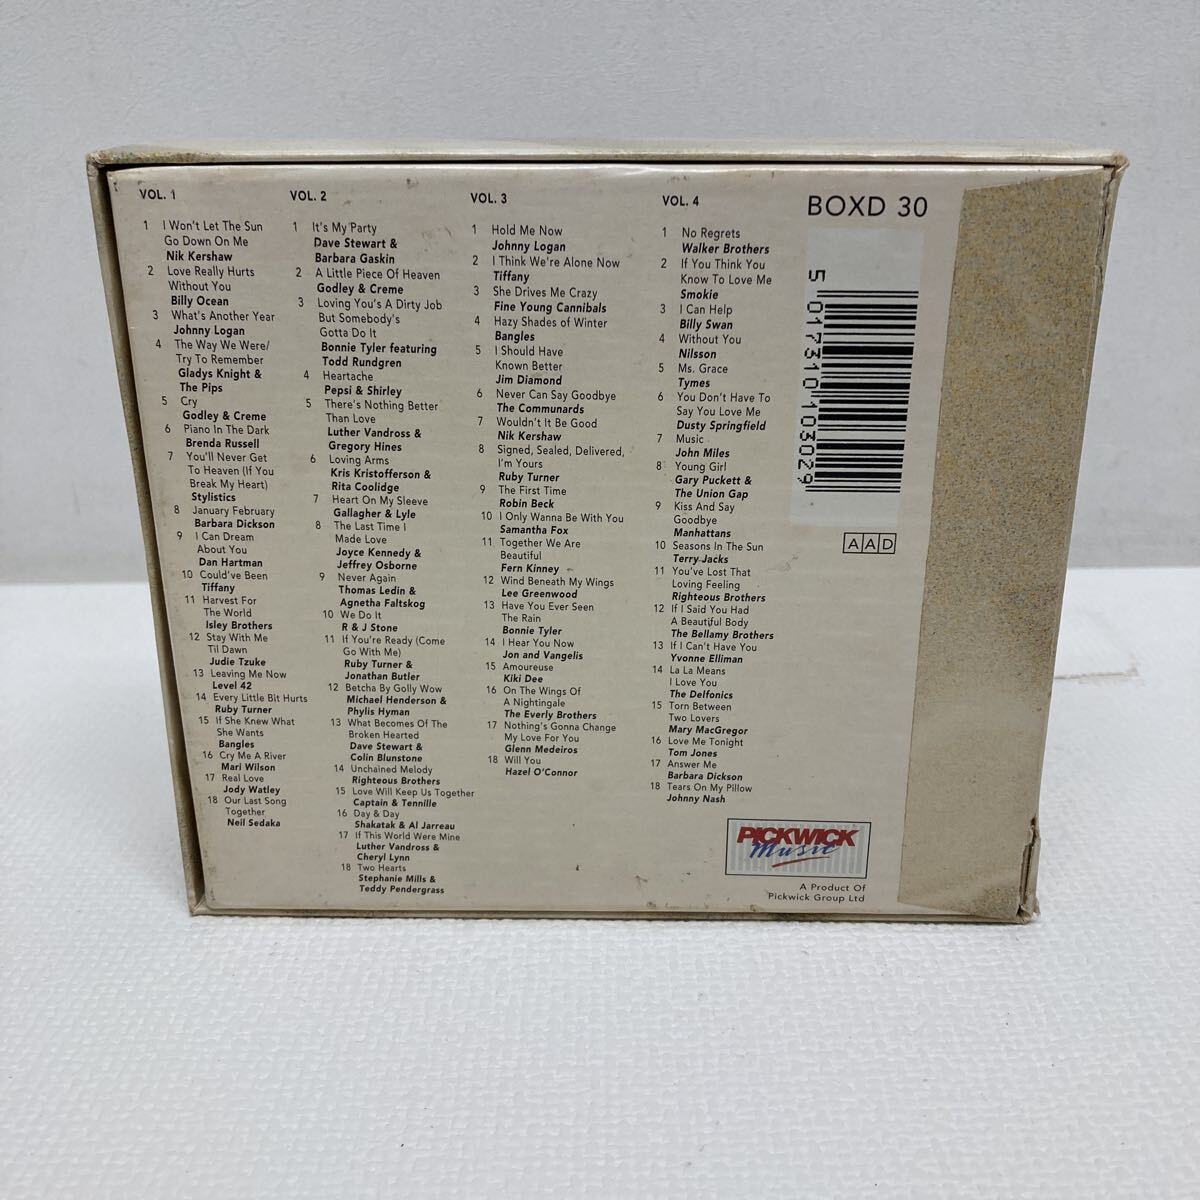 VOL. 1
1 I Won't Let The Sun
Go Down On Me
Nik Kershaw
2 Love Really Hurts
Without You
Billy Ocean
3 What's Another Year
Johnny Logan
4 The Way We Were/
Try To Remember
Gladys Knight &
The Pips
5 Cry
Godley & Creme
6 Piano In The Dark
Brenda Russell
7 You'll Never Get
To Heaven (If You
Break My Heart)
Stylistics
8 January February
Barbara Dickson
9 I Can Dream
About You
Dan Hartman
10 Could've Been
Tiffany
11 Harvest For
The World
Isley Brothers
12 Stay With Me
Til Dawn
Judie Tzuke
13 Leaving Me Now
Level 42
14 Every Little Bit Hurts
Ruby Turner
15 If She Knew What
She Wants
Bangles
16 Cry Me A River
Mari Wilson
17 Real Love
Jody Watley
18 Our Last Song
Together
Neil Sedaka
VOL. 2
1 It's My Party
Dave Stewart &
Barbara Gaskin
2 A Little Piece Of Heaven
Godley & Creme
3 Loving You's A Dirty Job
But Somebody's
Gotta Do It
Bonnie Tyler featuring
Todd Rundgren
4 Heartache
Pepsi & Shirley
5 There's Nothing Better
Than Love
Luther Vandross &
Gregory Hines
6 Loving Arms
Kris Kristofferson &
Rita Coolidge
7 Heart On My Sleeve
Gallagher & Lyle
8 The Last Time I
Made Love
Joyce Kennedy &
Jeffrey Osborne
9 Never Again
Thomas Ledin &
Agnetha Faltskog
10 We Do It
R & J Stone
11 If You're Ready (Come
Go With Me)
Ruby Turner &
Jonathan Butler
12 Betcha By Golly Wow
Michael Henderson &
Phylis Hyman
13 What Becomes Of The
Broken Hearted
Dave Stewart &
Colin Blunstone
14 Unchained Melody
Righteous Brothers
15 Love Will Keep Us Together
Captain & Tennille
16 Day & Day
Shakatak & Al Jarreau
17 If This World Were Mine
Luther Vandross &
Cheryl Lynn
18 Two Hearts
Stephanie Mills &
Teddy Pendergrass
VOL. 3
1 Hold Me Now
Johnny Logan
2 I Think We're Alone Now
Tiffany
3 She Drives Me Crazy
Fine Young Cannibals
4 Hazy Shades of Winter
Bangles
5 I Should Have
Known Better
Jim Diamond
6 Never Can Say Goodbye
The Communards
7 Wouldn't It Be Good
Nik Kershaw
8 Signed, Sealed, Delivered,
I'm Yours
Ruby Turner
9 The First Time
Robin Beck
10 I Only Wanna Be With You
Samantha Fox
11 Together We Are
Beautiful
Fern Kinney
12 Wind Beneath My Wings
Lee Greenwood
13 Have You Ever Seen
The Rain
Bonnie Tyler
14 I Hear You Now
Jon and Vangelis
15 Amoureuse
Kiki Dee
16 On The Wings Of
A Nightingale
The Everly Brothers
17 Nothing's Gonna Change
My Love For You
Glenn Medeiros
18 Will You
Hazel O'Connor
VOL. 4
1 No Regrets
Walker Brothers
2 If You Think You
Know To Love Me
Smokie
3 I Can Help
Billy Swan
4 Without You
Nilsson
5 Ms. Grace
Tymes
6 You Don't Have To
Say You Love Me
Dusty Springfield
7 Music
John Miles
8 Young Girl
Gary Puckett &
The Union Gap
9 Kiss And Say
Goodbye
Manhattans
10 Seasons In The Sun
Terry Jacks
11 You've Lost That
Loving Feeling
Righteous Brothers
12 If I Said You Had
A Beautiful Body
The Bellamy Brothers
13 If I Can't Have You
Yvonne Elliman
14 La La Means
I Love You
The Delfonics
15 Torn Between
Two Lovers
Mary MacGregor
16 Love Me Tonight
Tom Jones
17 Answer Me
Barbara Dickson
18 Tears On My Pillow
Johnny Nash
BOXD 30
5 017310 103029
AAD
PICKWICK
Music
A Product Of
Pickwick Group Ltd